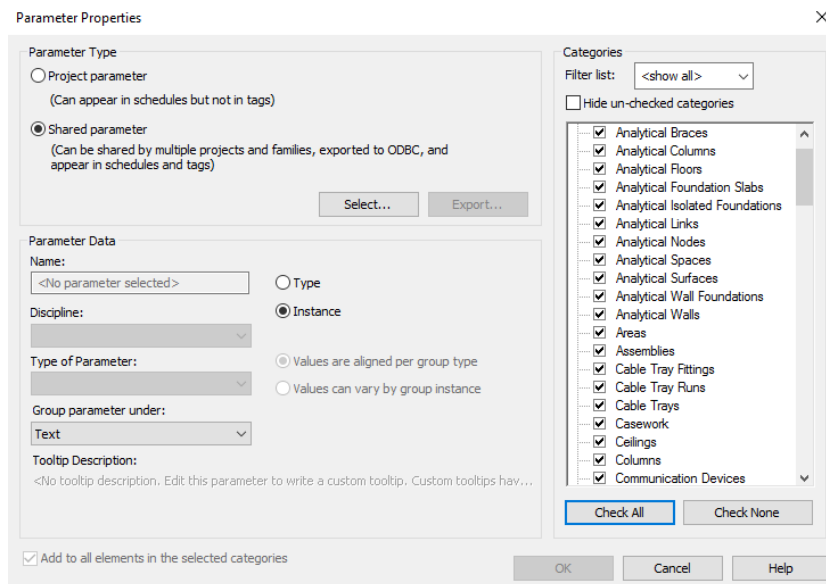 Parameter Properties
Parameter Type
Project parameter
(Can appear in schedules but not in tags)
Shared parameter
(Can be shared by multiple projects and families, exported to ODBC, and
appear in schedules and tags)
Select...
Export...
Parameter Data
Name:
<No parameter selected>
Type
Discipline:
Instance
Type of Parameter:
Values are aligned per group type
Values can vary by group instance
Group parameter under:
Text
Tooltip Description:
<No tooltip description. Edit this parameter to write a custom tooltip. Custom tooltips hav...
Add to all elements in the selected categories
Categories
Filter list:
<show all>
Hide un-checked categories
Analytical Braces
Analytical Columns
Analytical Floors
Analytical Foundation Slabs
Analytical Isolated Foundations
Analytical Links
Analytical Nodes
Analytical Spaces
Analytical Surfaces
Analytical Wall Foundations
Analytical Walls
Areas
Assemblies
Cable Tray Fittings
Cable Tray Runs
Cable Trays
Casework
Ceilings
Columns
Communication Devices
Check All
Check None
OK
Cancel
Help